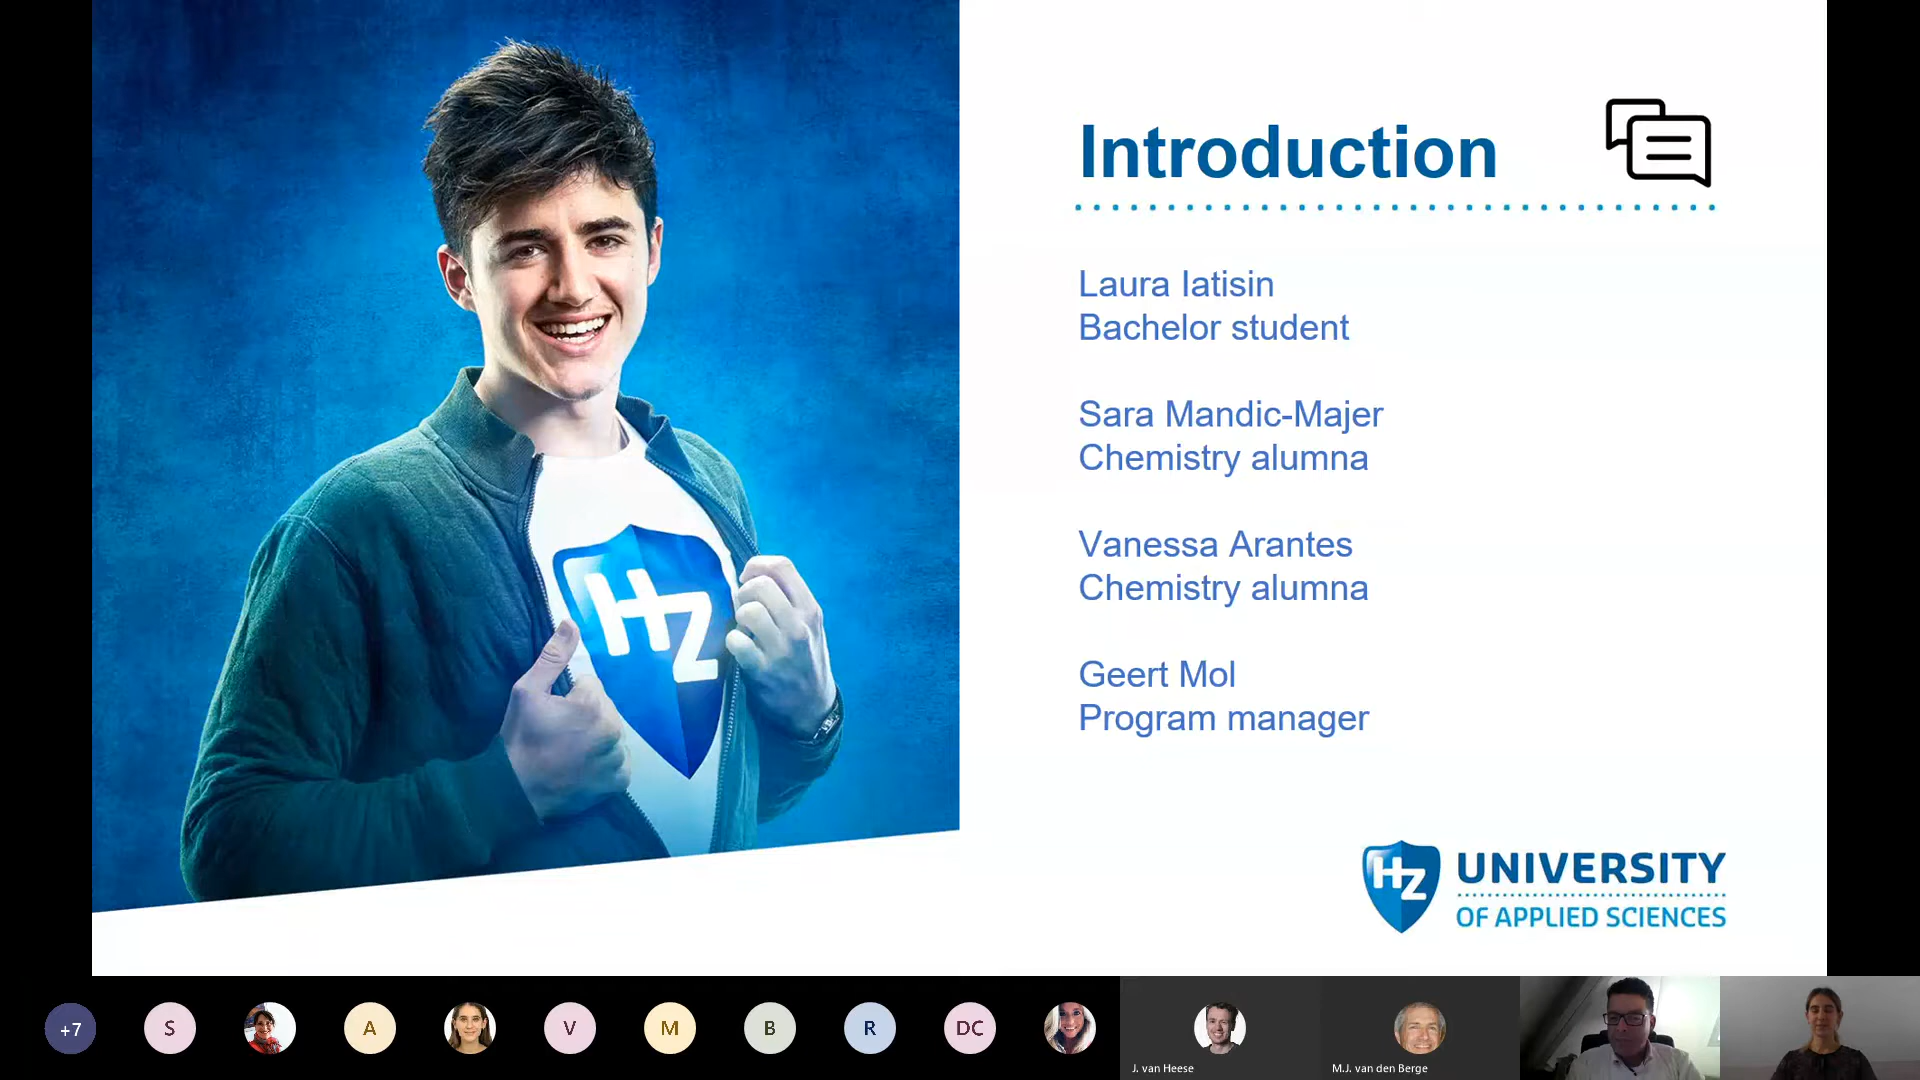 Introduction
Laura Iatisin
Bachelor student
Sara Mandic-Majer
Chemistry alumna
Vanessa Arantes
Chemistry alumna
Geert Mol
Program manager
HZ
HZ
UNIVERSITY
OF APPLIED SCIENCES
+7
S
A
V
M
B
R
DC
J. van Heese
M.J. van den Berge